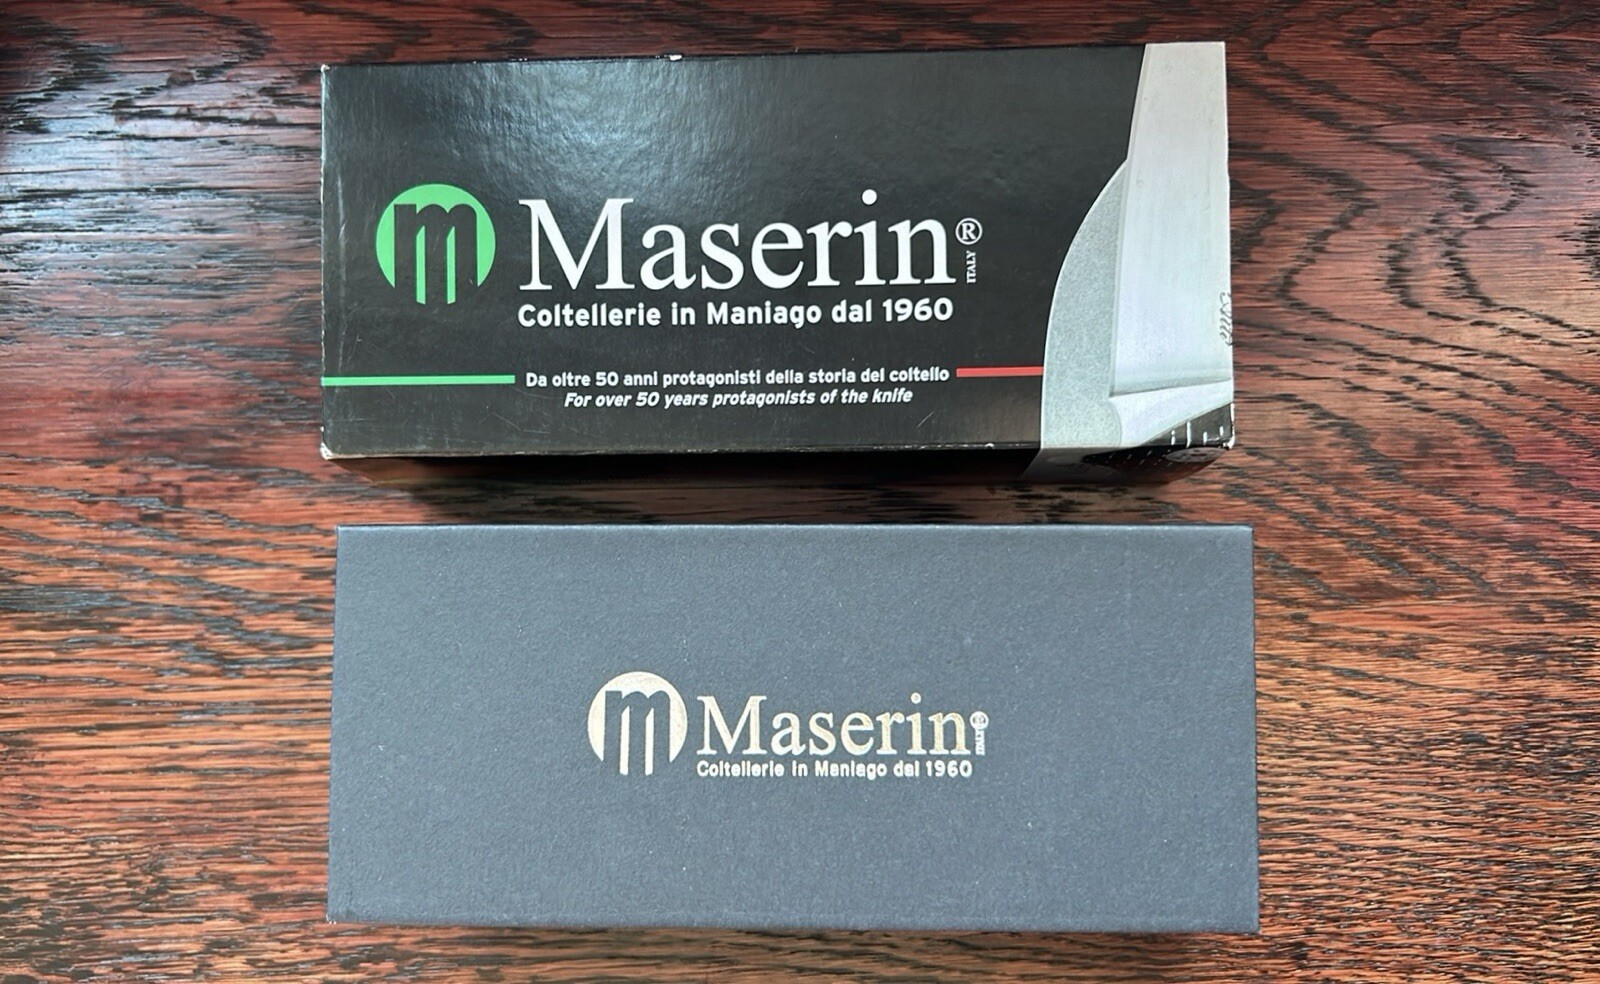 m Maserin® ITALY
Coltellerie in Maniago dal 1960
Da oltre 50 anni protagonisti della storia del coltello
For over 50 years protagonists of the knife
m Maserin® ITALY
Coltellerie in Maniago dal 1960